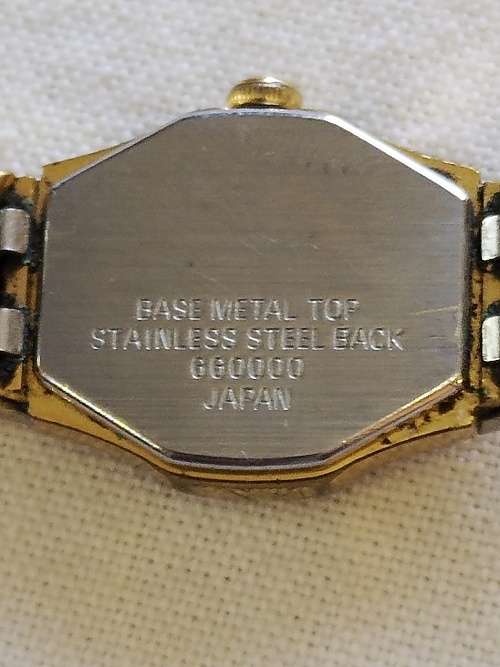 BASE METAL TOP
STAINLESS STEEL BACK
660000
JAPAN